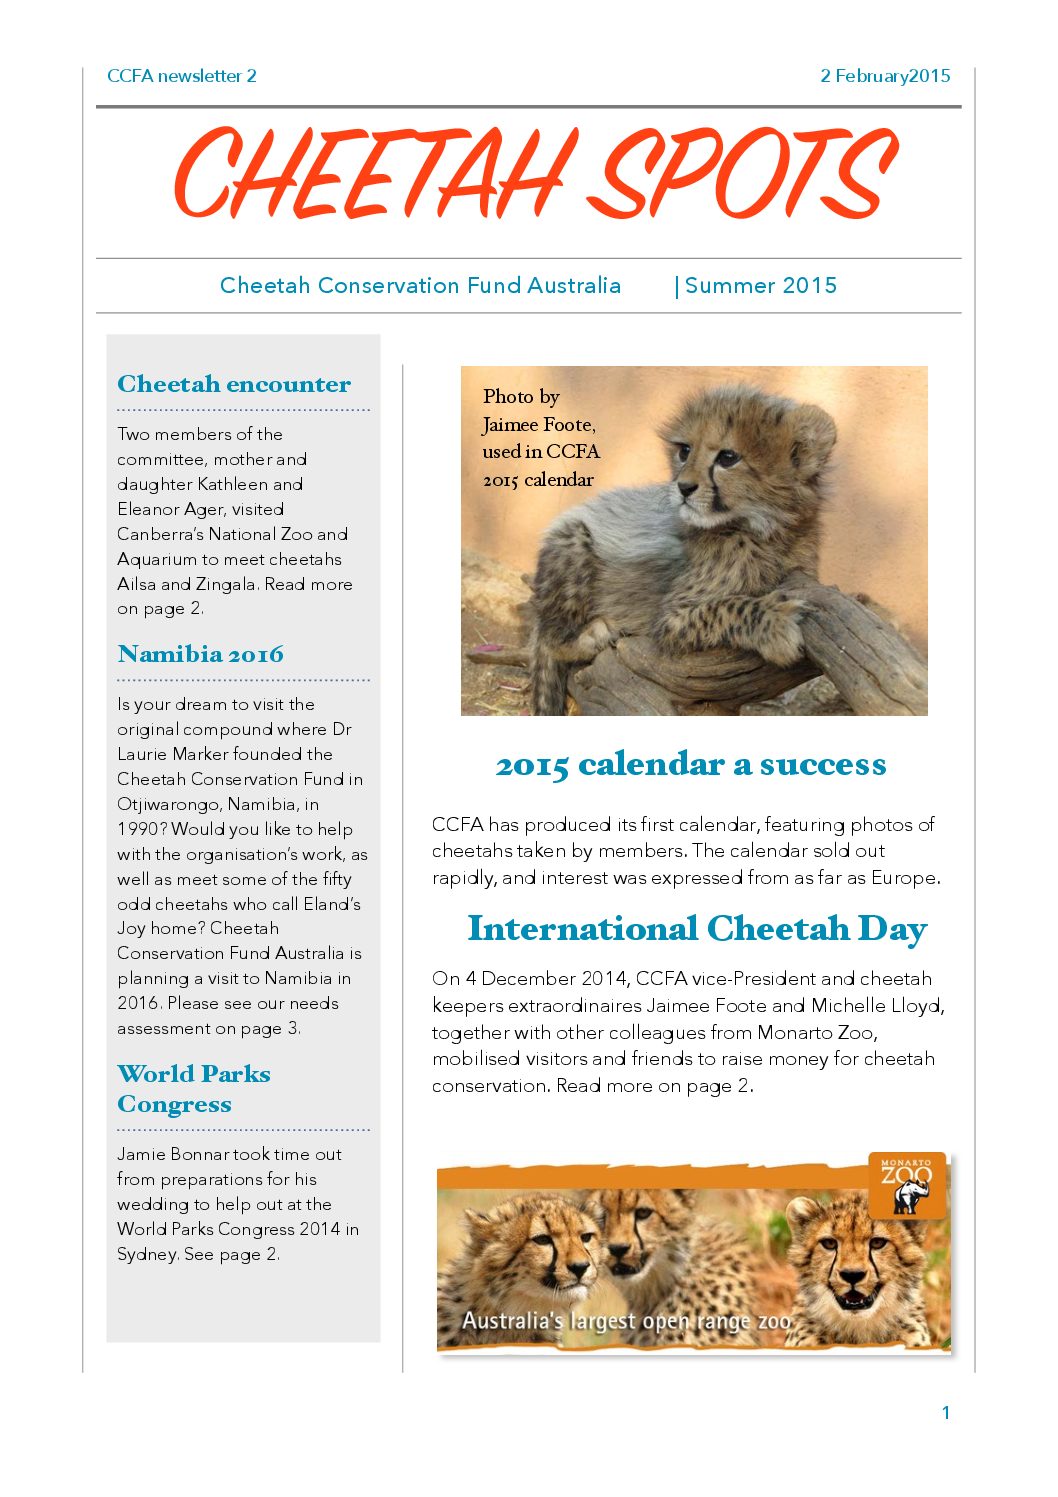 CCFA newsletter 2
2 February2015
CHEETAH SPOTS
Cheetah Conservation Fund Australia | Summer 2015
Cheetah encounter
Two members of the
committee, mother and
daughter Kathleen and
Eleanor Ager, visited
Canberra's National Zoo and
Aquarium to meet cheetahs
Ailsa and Zingala. Read more
on page 2.
Namibia 2016
Is your dream to visit the
original compound where Dr
Laurie Marker founded the
Cheetah Conservation Fund in
Otjiwarongo, Namibia, in
1990? Would you like to help
with the organisation's work, as
well as meet some of the fifty
odd cheetahs who call Eland's
Joy home? Cheetah
Conservation Fund Australia is
planning a visit to Namibia in
2016. Please see our needs
assessment on page 3.
World Parks
Congress
Jamie Bonnar took time out
from preparations for his
wedding to help out at the
World Parks Congress 2014 in
Sydney. See page 2.
Photo by
Jaimee Foote,
used in CCFA
2015 calendar
2015 calendar a success
CCFA has produced its first calendar, featuring photos of
cheetahs taken by members. The calendar sold out
rapidly, and interest was expressed from as far as Europe.
International Cheetah Day
On 4 December 2014, CCFA vice-President and cheetah
keepers extraordinaires Jaimee Foote and Michelle Lloyd,
together with other colleagues from Monarto Zoo,
mobilised visitors and friends to raise money for cheetah
conservation. Read more on page 2.
MONARTO
ZOO
Australia's largest open range zoo
1